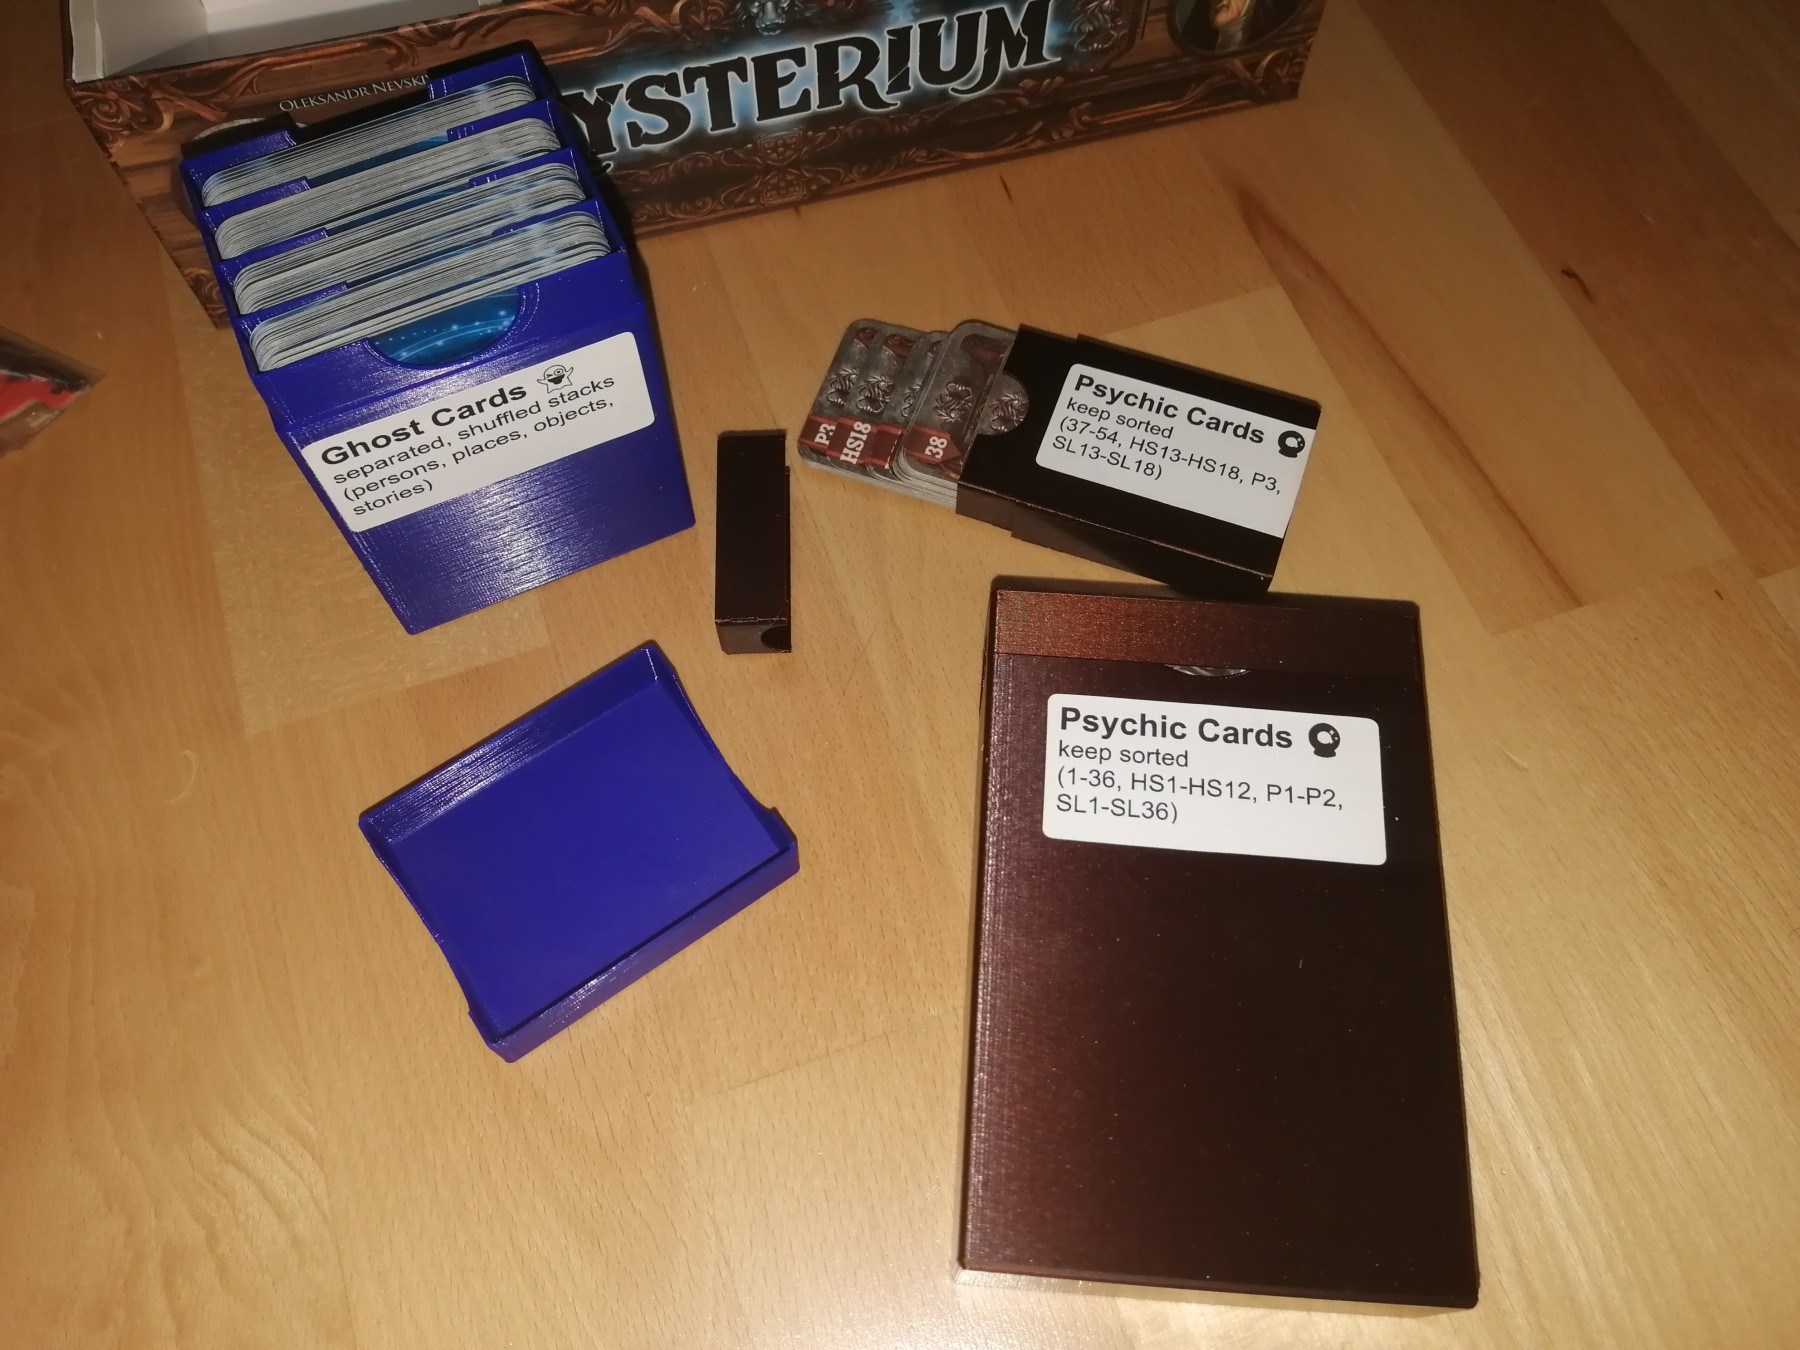 OLEKSANDR NEVSKI
YSTERIUM
Ghost Cards
separated, shuffled stacks
(persons, places, objects,
stories)
P3
HS18
38
Psychic Cards
keep sorted
(37-54, HS13-HS18, P3,
SL13-SL18)
Psychic Cards
keep sorted
(1-36, HS1-HS12, P1-P2,
SL1-SL36)